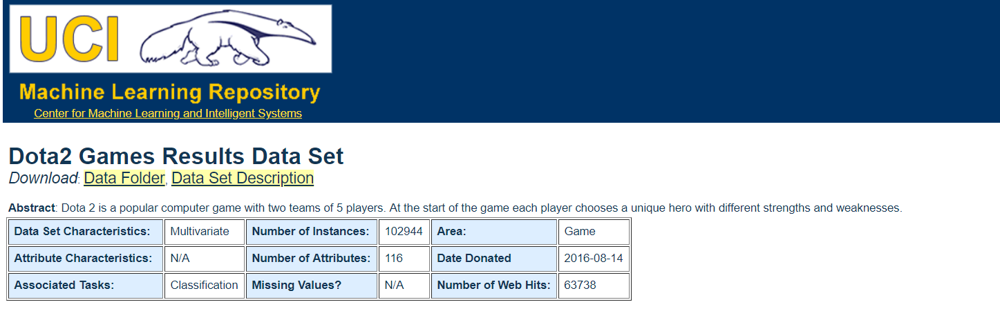 UCI
Machine Learning Repository
Center for Machine Learning and Intelligent Systems
Dota2 Games Results Data Set
Download: Data Folder, Data Set Description
Abstract: Dota 2 is a popular computer game with two teams of 5 players. At the start of the game each player chooses a unique hero with different strengths and weaknesses.
Data Set Characteristics: Multivariate Number of Instances: 102944 Area: Game
Attribute Characteristics: N/A Number of Attributes: 116 Date Donated 2016-08-14
Associated Tasks: Classification Missing Values? N/A Number of Web Hits: 63738